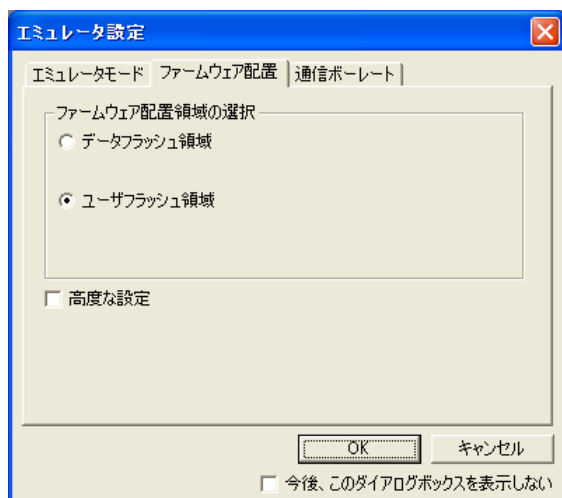 エミュレータ設定
エミュレータモード ファームウェア配置 通信ボーレート
ファームウェア配置領域の選択
データフラッシュ領域
ユーザフラッシュ領域
高度な設定
OK キャンセル
今後、このダイアログボックスを表示しない